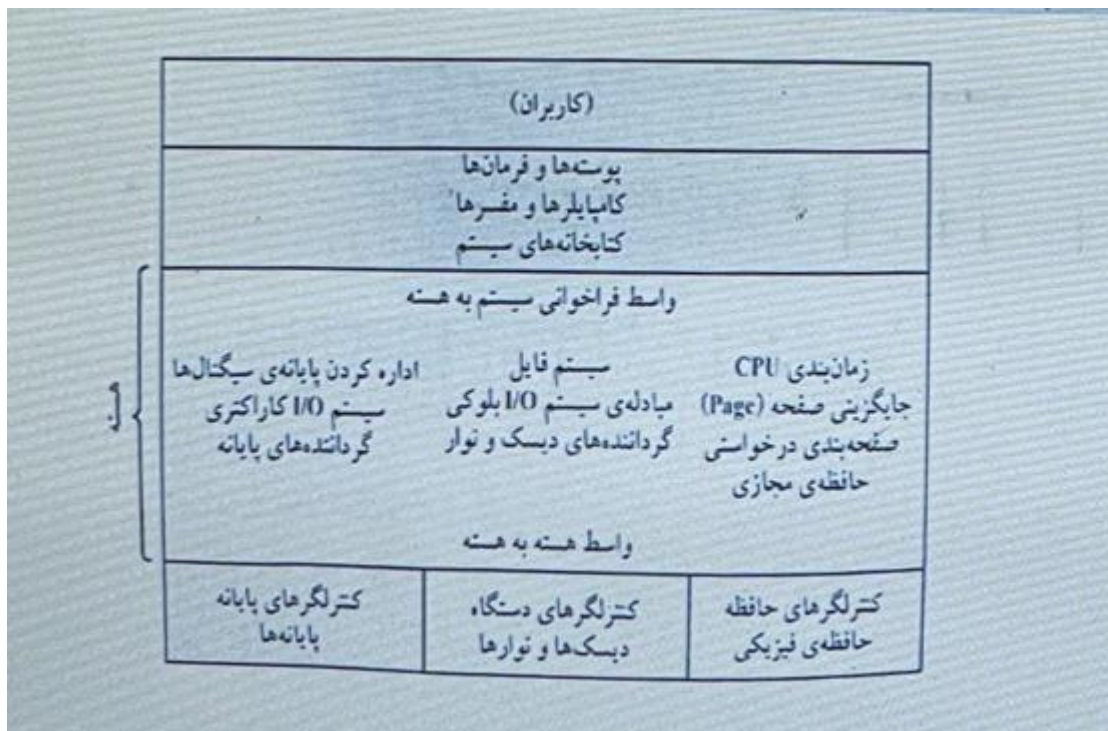 (کاربران)
پوسته‌ها و فرمان‌ها
کامپایلرها و مفسرها
کتابخانه‌های سیستم
واسط فراخوانی سیستم به هسته
زمان‌بندی CPU
جایگزینی صفحه (Page)
صفحه‌بندی درخواستی
حافظه‌ی مجازی
سیستم فایل
مبادله‌ی سیستم I/O بلوکی
گرداننده‌های دیسک و نوار
اداره کردن پایانه‌ی سیگنال‌ها
سیستم I/O کاراکتری
گرداننده‌های پایانه
هسته
واسط هسته به هسته
کنترلگرهای حافظه
حافظه‌ی فیزیکی
کنترلگرهای دستگاه
دیسک‌ها و نوارها
کنترلگرهای پایانه
پایانه‌ها